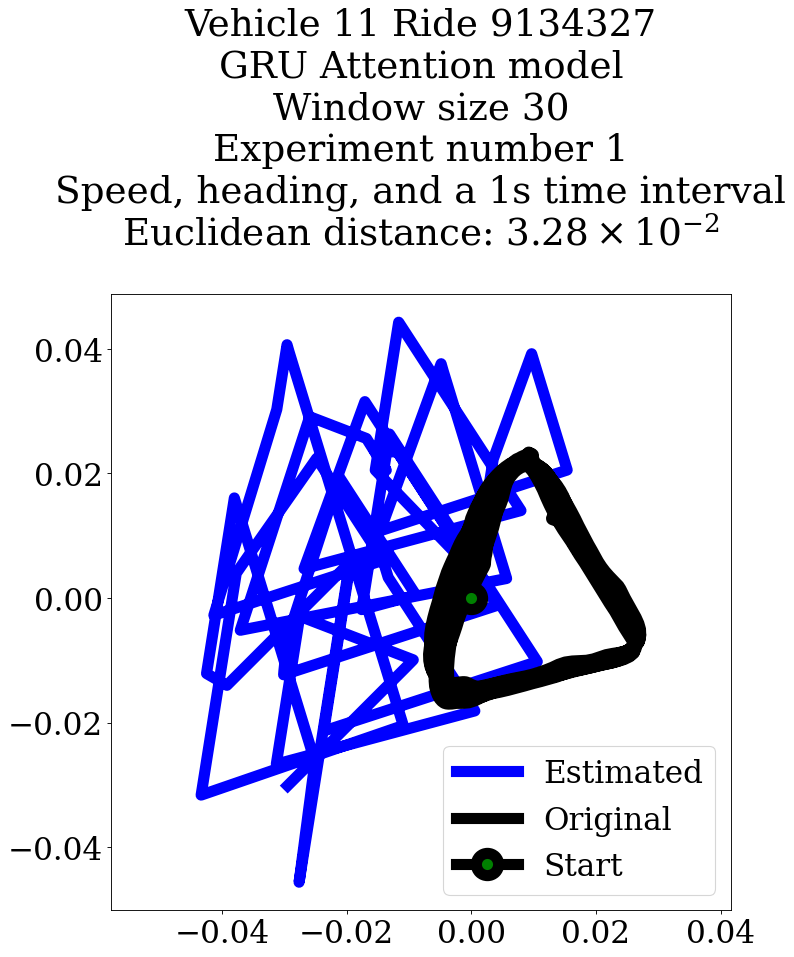 Vehicle 11 Ride 9134327
GRU Attention model
Window size 30
Experiment number 1
Speed, heading, and a 1s time interval
Euclidean distance: 3.28 × 10⁻²
0.04
0.02
0.00
−0.02
−0.04
Estimated
Original
Start
−0.04 −0.02 0.00 0.02 0.04